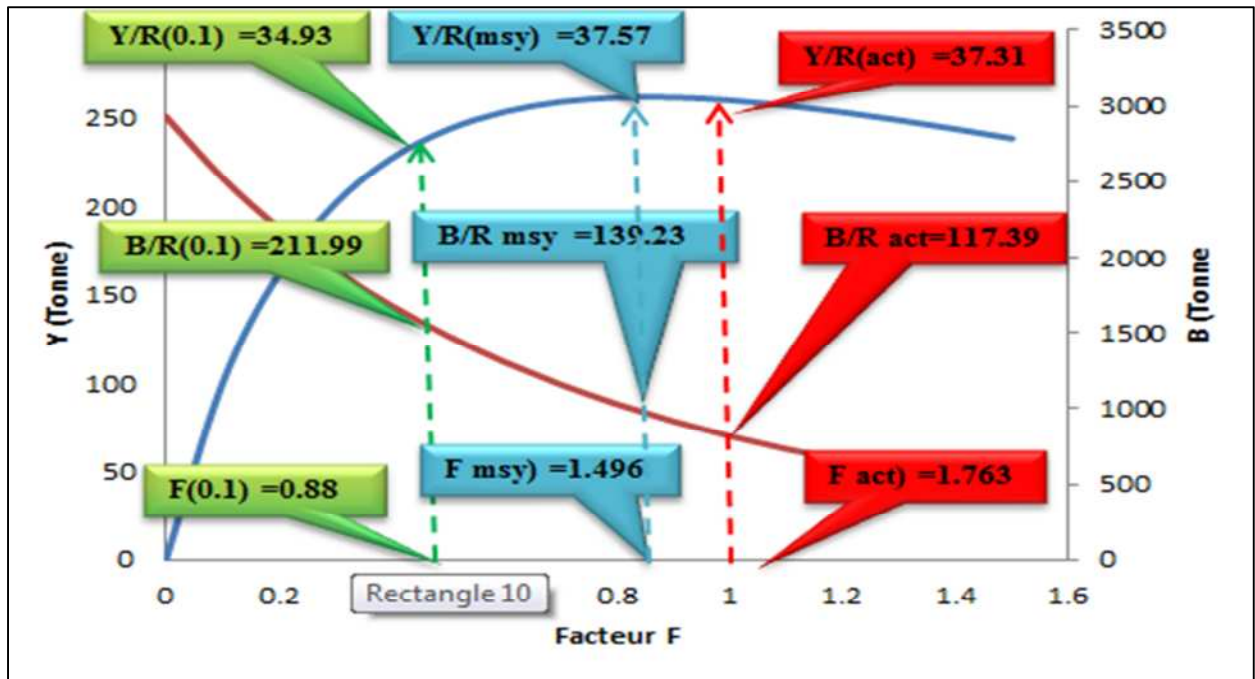 Y/R(0.1) =34.93
Y/R(msy) =37.57
Y/R(act) =37.31
B/R(0.1) =211.99
B/R msy =139.23
B/R act=117.39
F(0.1) =0.88
F msy) =1.496
F act) =1.763
Y (Tonne)
250
200
150
100
50
0
3500
3000
2500
2000
1500
1000
500
0
B (Tonne
0 0.2 0.8 1 1.2 1.4 1.6
Rectangle 10
Facteur F